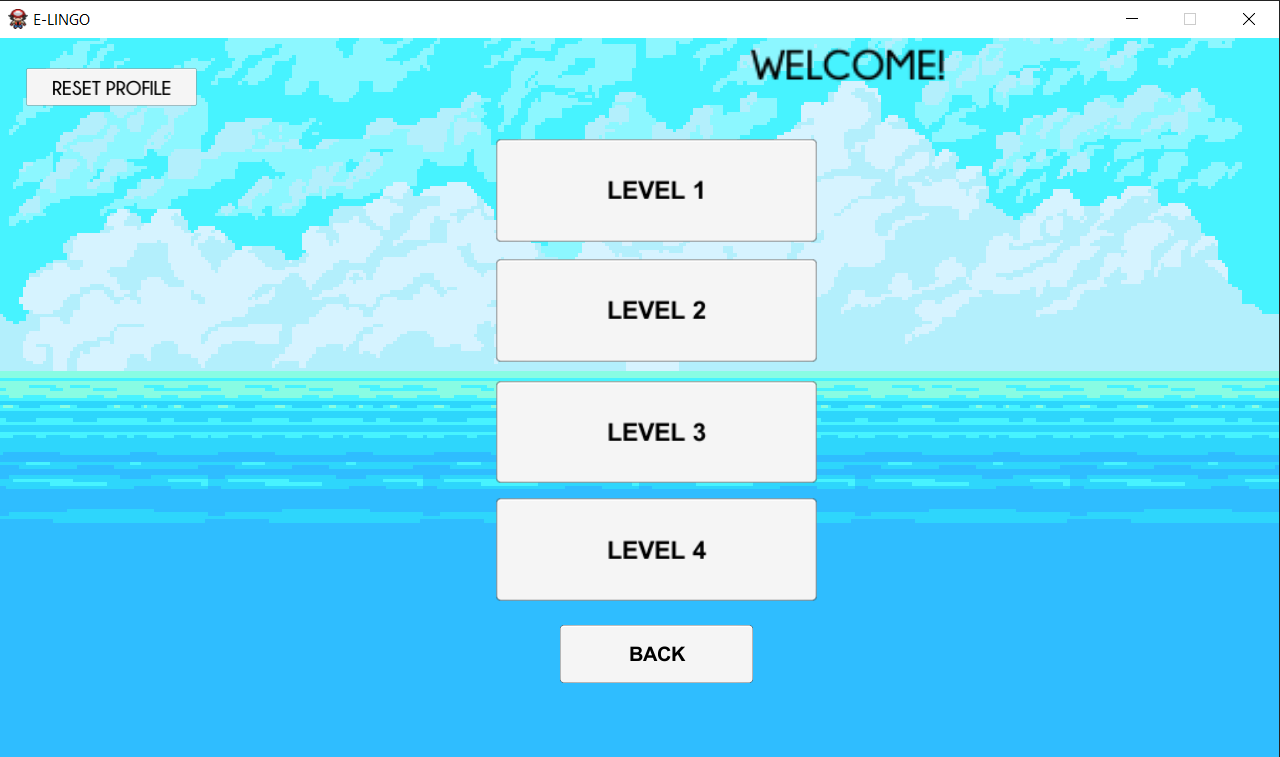 E-LINGO
WELCOME!
RESET PROFILE
LEVEL 1
LEVEL 2
LEVEL 3
LEVEL 4
BACK